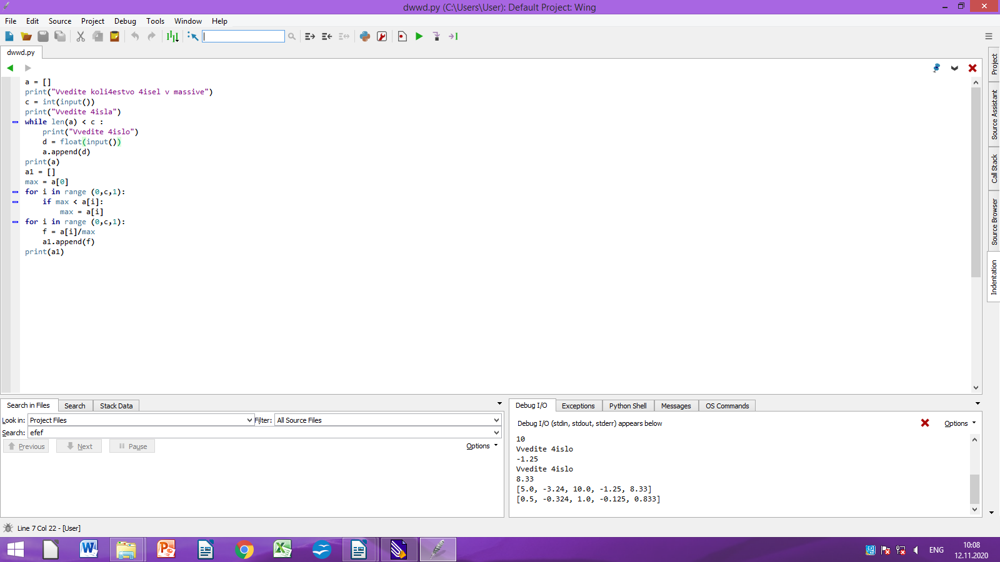 dwwd.py (C:\Users\User): Default Project: Wing
File Edit Source Project Debug Tools Window Help
dwwd.py
a = []
print("Vvedite koli4estvo 4isel v massive")
c = int(input())
print("Vvedite 4isla")
while len(a) < c :
    print("Vvedite 4islo")
    d = float(input())
    a.append(d)
print(a)
a1 = []
max = a[0]
for i in range (0,c,1):
    if max < a[i]:
        max = a[i]
for i in range (0,c,1):
    f = a[i]/max
    a1.append(f)
print(a1)
Project
Source Assistant
Call Stack
Source Browser
Indentation
Search in Files Search Stack Data
Look in: Project Files Filter: All Source Files
Search: efef
Previous Next Pause Options
Debug I/O Exceptions Python Shell Messages OS Commands
Debug I/O (stdin, stdout, stderr) appears below Options
10
Vvedite 4islo
-1.25
Vvedite 4islo
8.33
[5.0, -3.24, 10.0, -1.25, 8.33]
[0.5, -0.324, 1.0, -0.125, 0.833]
Line 7 Col 22 - [User]
ENG
10:08
12.11.2020